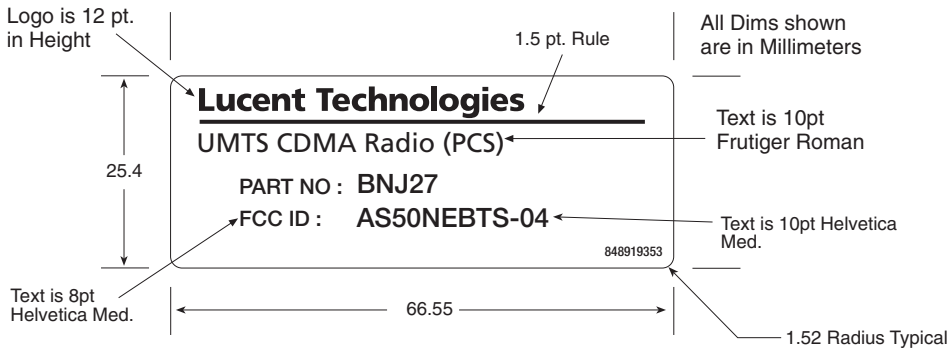 Logo is 12 pt.
in Height
1.5 pt. Rule
All Dims shown
are in Millimeters
Lucent Technologies
UMTS CDMA Radio (PCS)
Text is 10pt
Frutiger Roman
25.4
PART NO : BNJ27
FCC ID : AS50NEBTS-04
Text is 10pt Helvetica
Med.
848919353
Text is 8pt
Helvetica Med.
66.55
1.52 Radius Typical